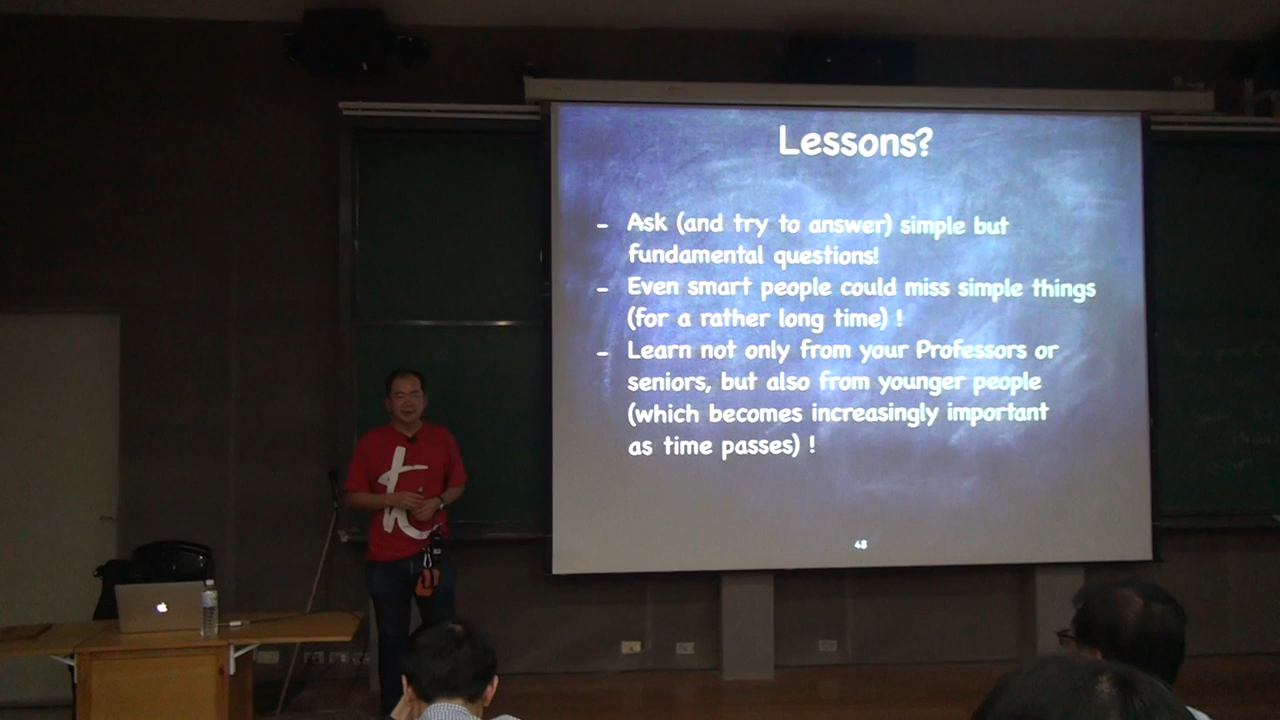 Lessons?
- Ask (and try to answer) simple but
fundamental questions!
- Even smart people could miss simple things
(for a rather long time) !
- Learn not only from your Professors or
seniors, but also from younger people
(which becomes increasingly important
as time passes) !
48